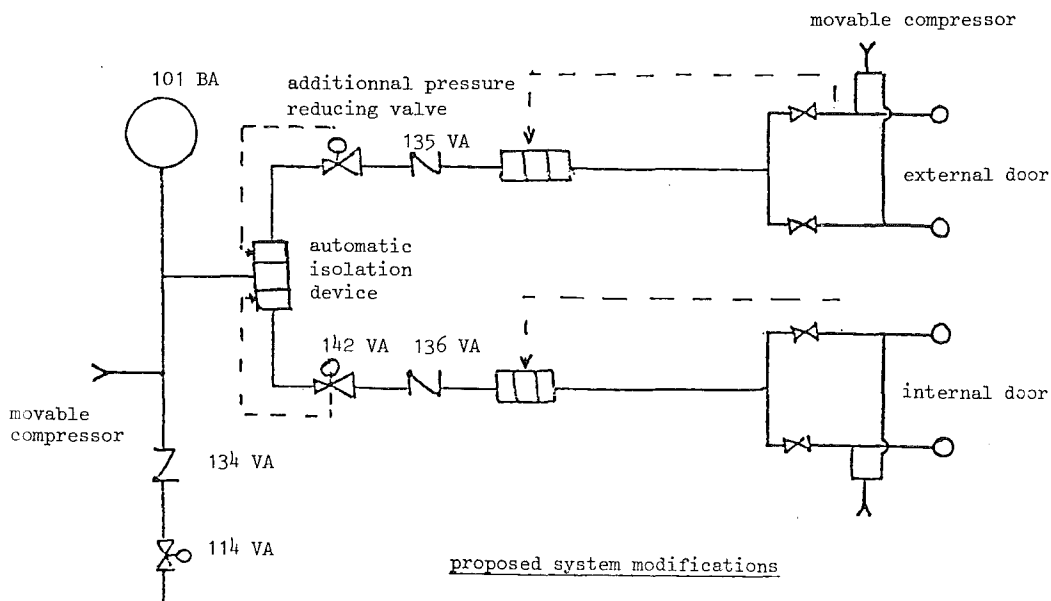 movable compressor
101 BA
additionnal pressure
reducing valve
135 VA
external door
automatic
isolation
device
142 VA
136 VA
internal door
movable
compressor
134 VA
114 VA
proposed system modifications